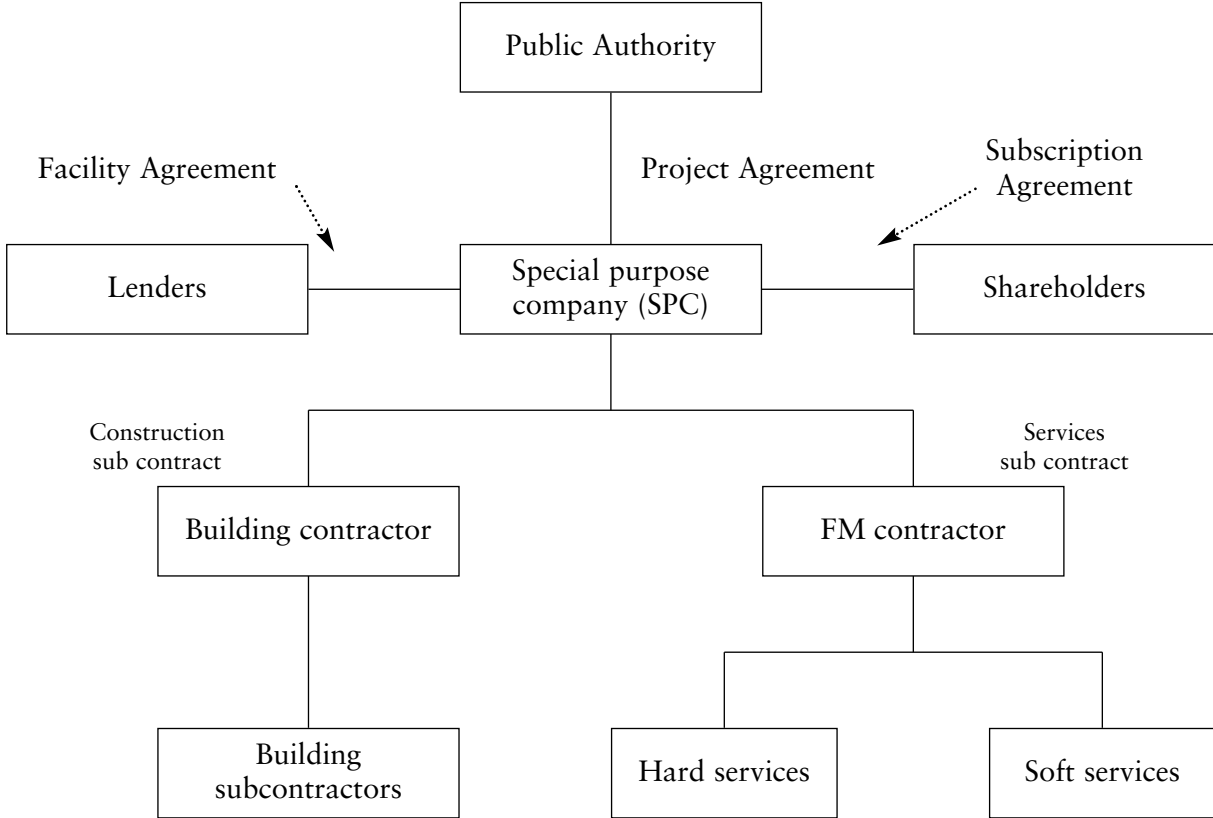 Public Authority
Facility Agreement
Project Agreement
Subscription
Agreement
Lenders
Special purpose
company (SPC)
Shareholders
Construction
sub contract
Services
sub contract
Building contractor
FM contractor
Building
subcontractors
Hard services
Soft services